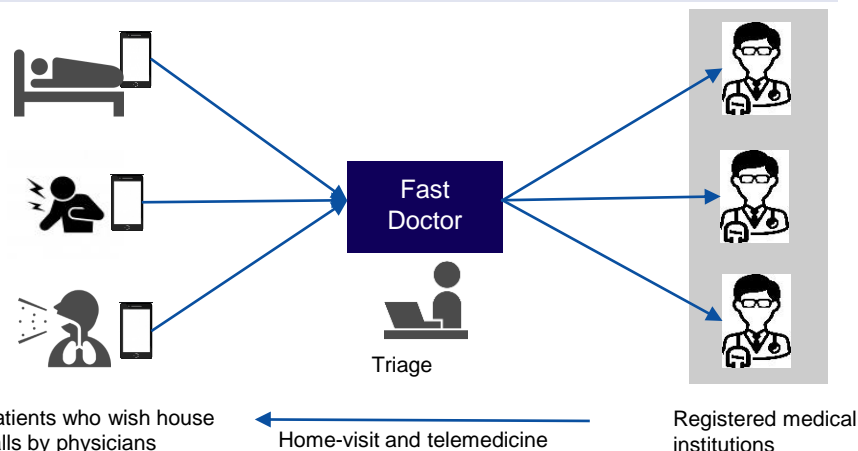 Fast
Doctor
Triage
atients who wish house
alls by physicians
Home-visit and telemedicine
Registered medical
institutions